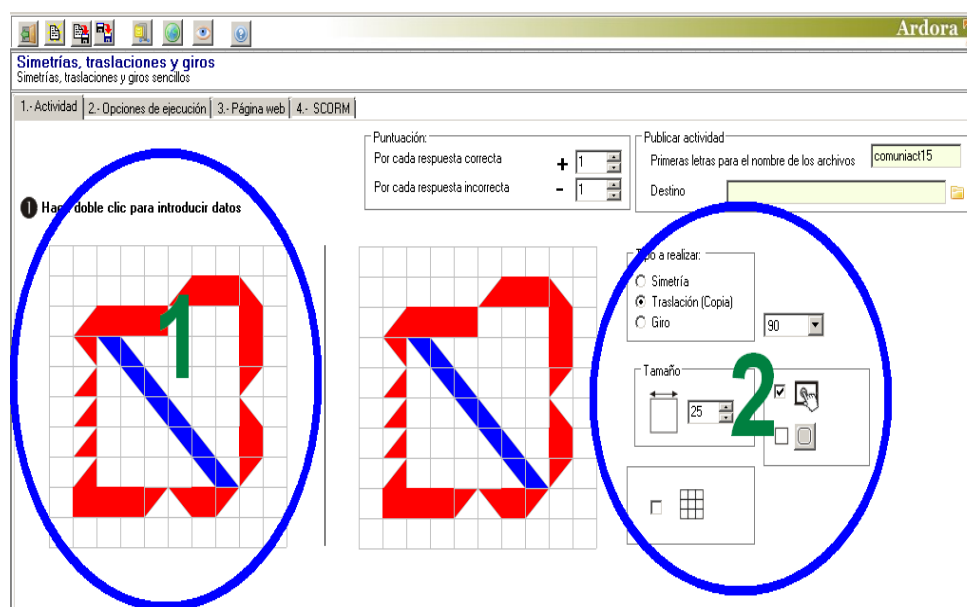 Ardora
Simetrías, traslaciones y giros
Simetrías, traslaciones y giros sencillos
1.- Actividad 2.- Opciones de ejecución 3.- Página web 4.- SCORM
Puntuación:
Por cada respuesta correcta + 1
Por cada respuesta incorrecta - 1
Publicar actividad
Primeras letras para el nombre de los archivos comuniact15
Destino
1 Haga doble clic para introducir datos
1
Tipo a realizar:
Simetría
Traslación (Copia)
Giro
90
Tamaño
25
2